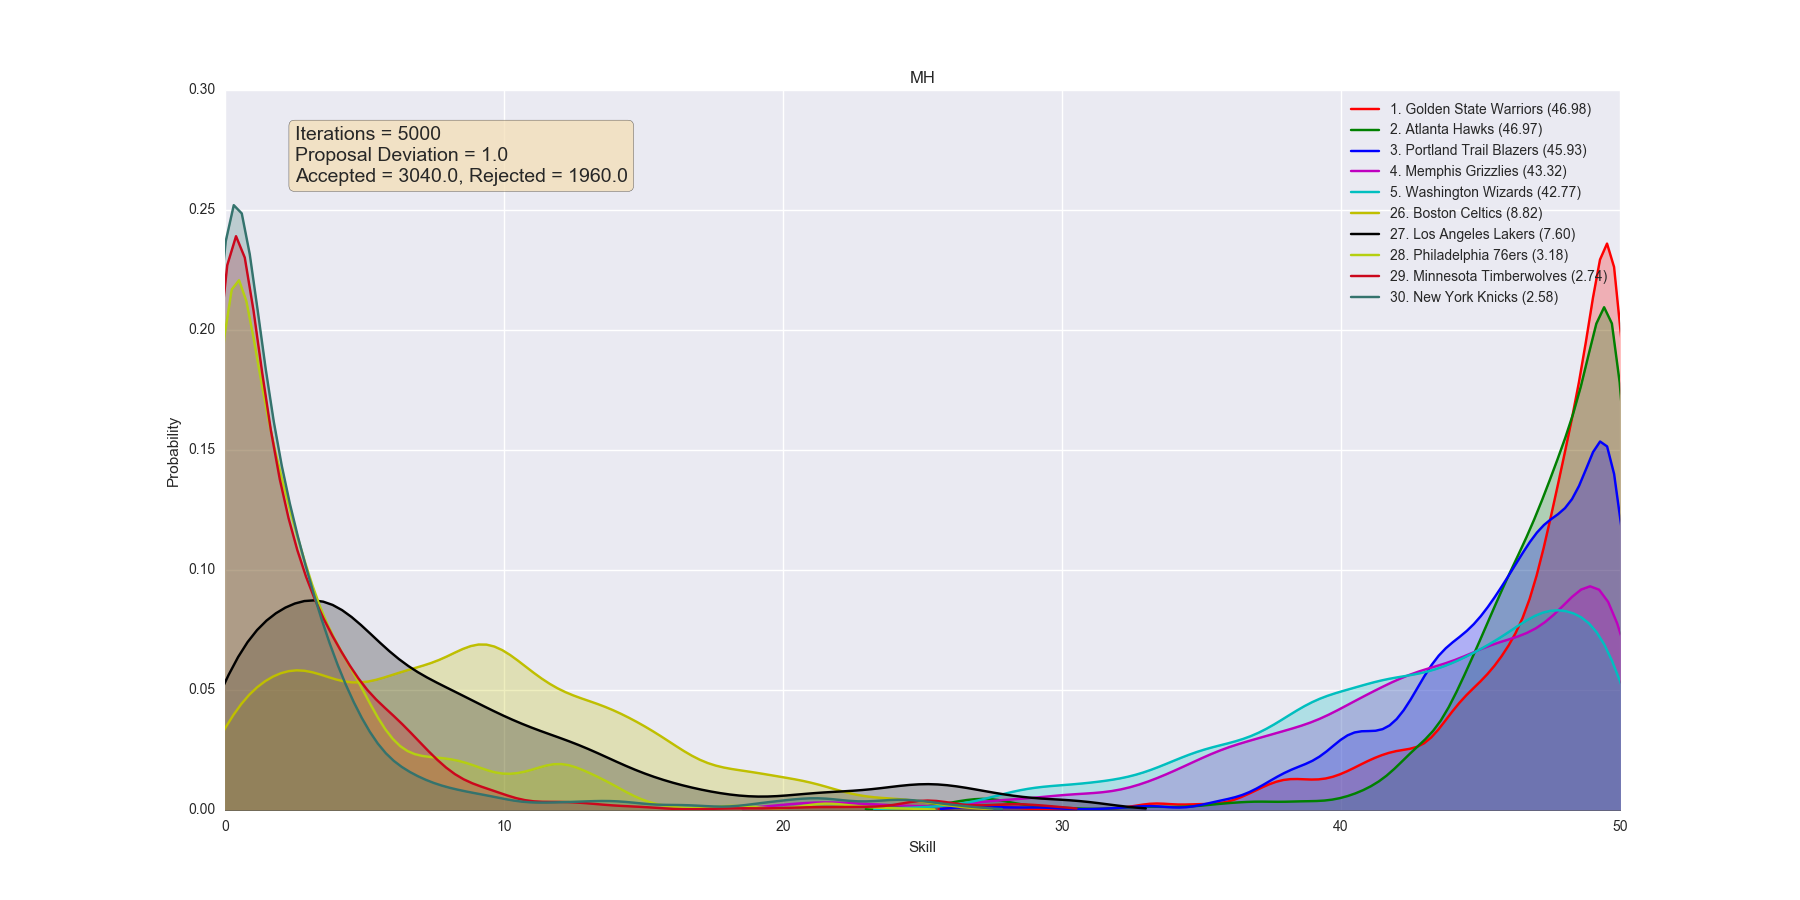 MH
0.30
0.25
0.20
0.15
0.10
0.05
0.00
Probability
Iterations = 5000
Proposal Deviation = 1.0
Accepted = 3040.0, Rejected = 1960.0
1. Golden State Warriors (46.98)
2. Atlanta Hawks (46.97)
3. Portland Trail Blazers (45.93)
4. Memphis Grizzlies (43.32)
5. Washington Wizards (42.77)
26. Boston Celtics (8.82)
27. Los Angeles Lakers (7.60)
28. Philadelphia 76ers (3.18)
29. Minnesota Timberwolves (2.74)
30. New York Knicks (2.58)
0 10 20 30 40 50
Skill